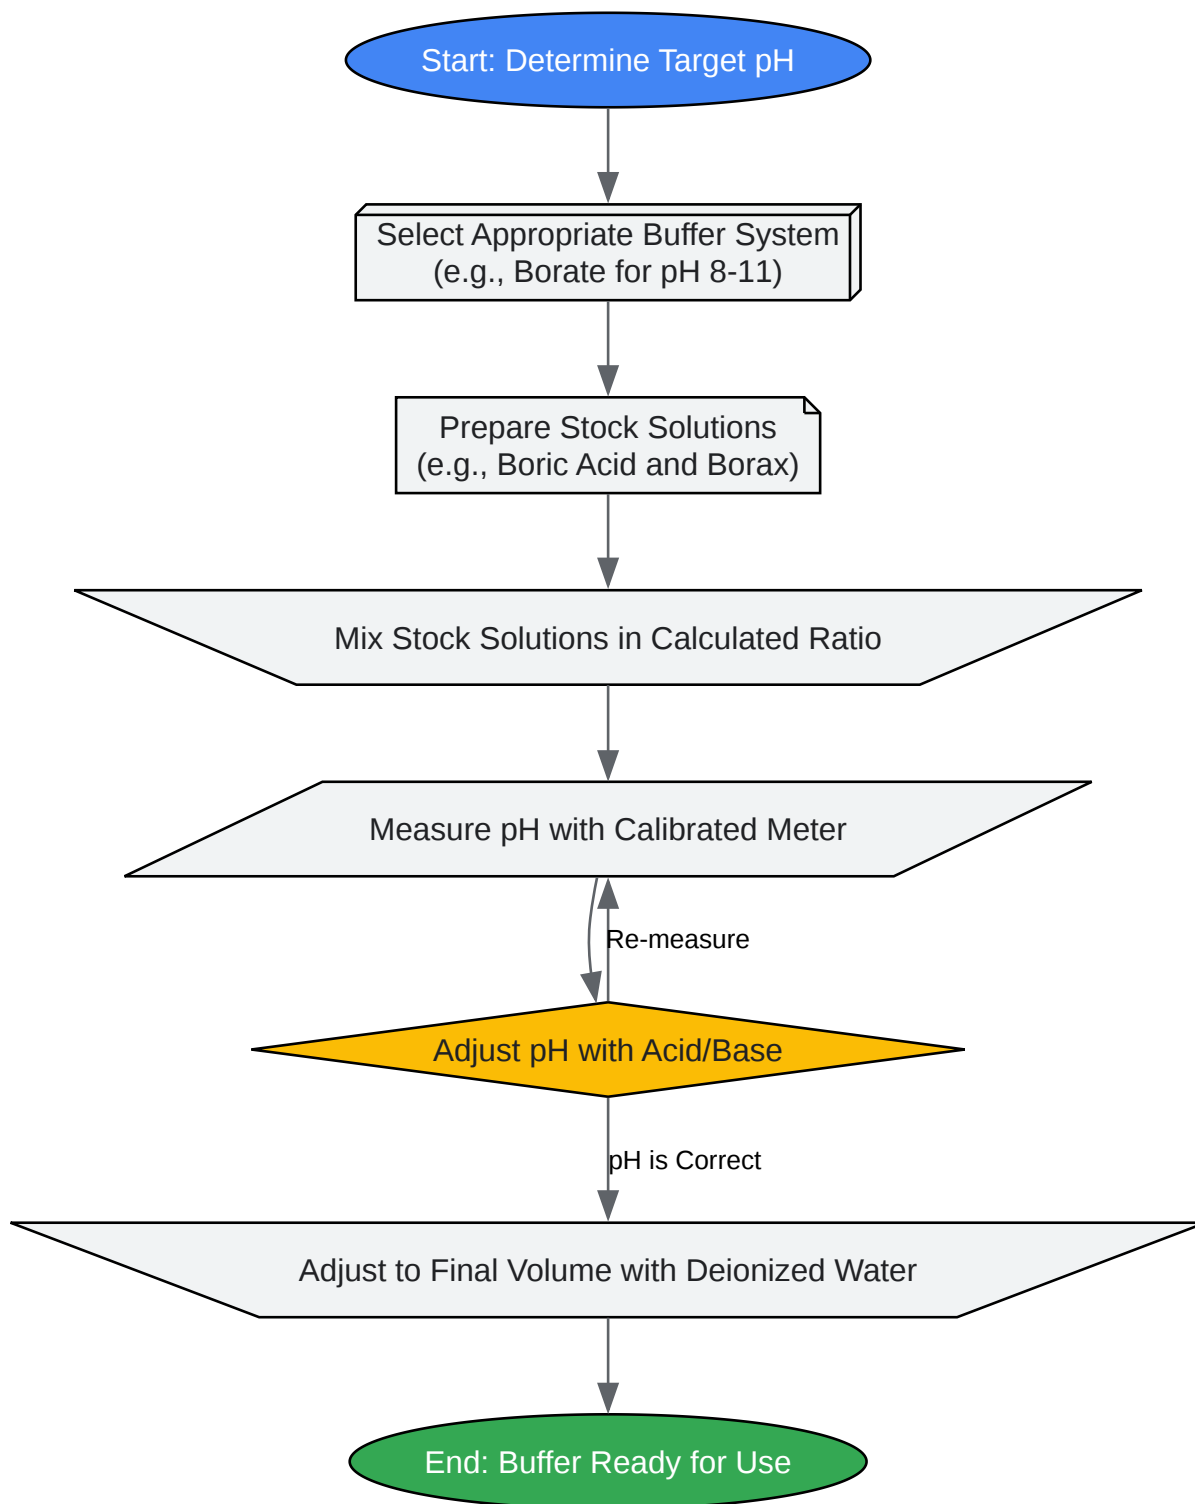 Start: Determine Target pH
Select Appropriate Buffer System
(e.g., Borate for pH 8-11)
Prepare Stock Solutions
(e.g., Boric Acid and Borax)
Mix Stock Solutions in Calculated Ratio
Measure pH with Calibrated Meter
Re-measure
Adjust pH with Acid/Base
pH is Correct
Adjust to Final Volume with Deionized Water
End: Buffer Ready for Use